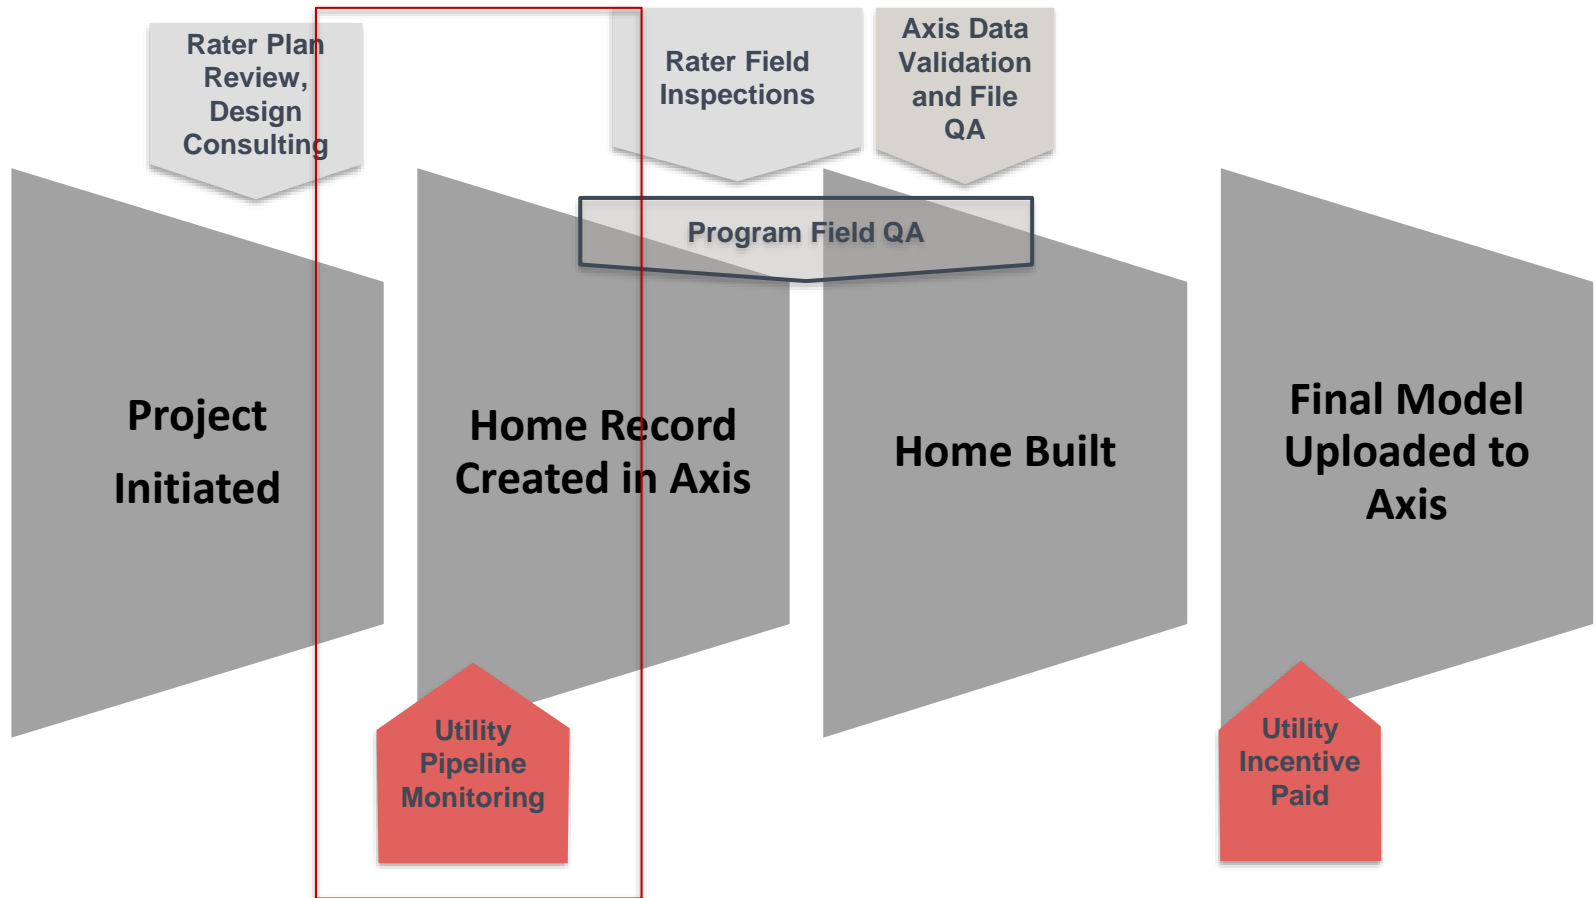 Rater Plan
Review,
Design
Consulting
Rater Field
Inspections
Axis Data
Validation
and File
QA
Program Field QA
Project
Initiated
Home Record
Created in Axis
Home Built
Final Model
Uploaded to
Axis
Utility
Pipeline
Monitoring
Utility
Incentive
Paid